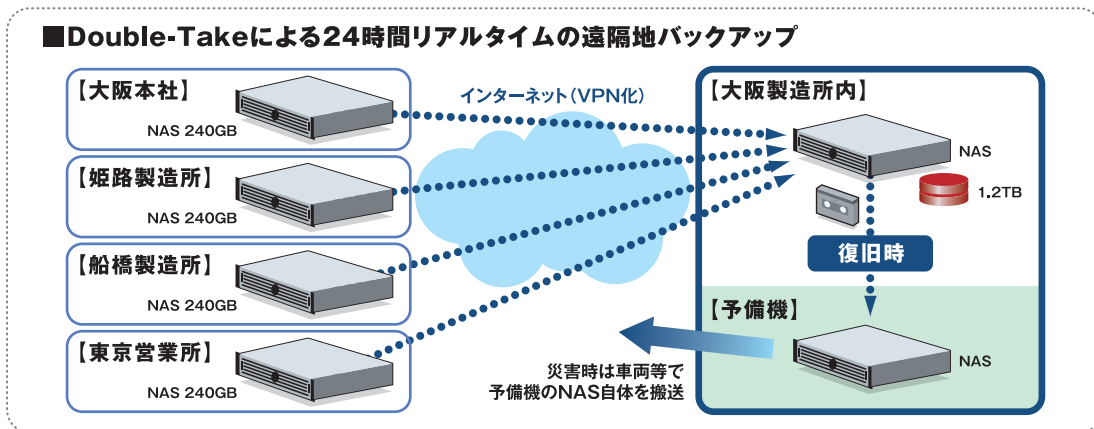 ■Double-Takeによる24時間リアルタイムの遠隔地バックアップ
【大阪本社】
NAS 240GB
【姫路製造所】
NAS 240GB
【船橋製造所】
NAS 240GB
【東京営業所】
NAS 240GB
インターネット（VPN化）
【大阪製造所内】
NAS
1.2TB
復旧時
【予備機】
NAS
災害時は車両等で
予備機のNAS自体を搬送